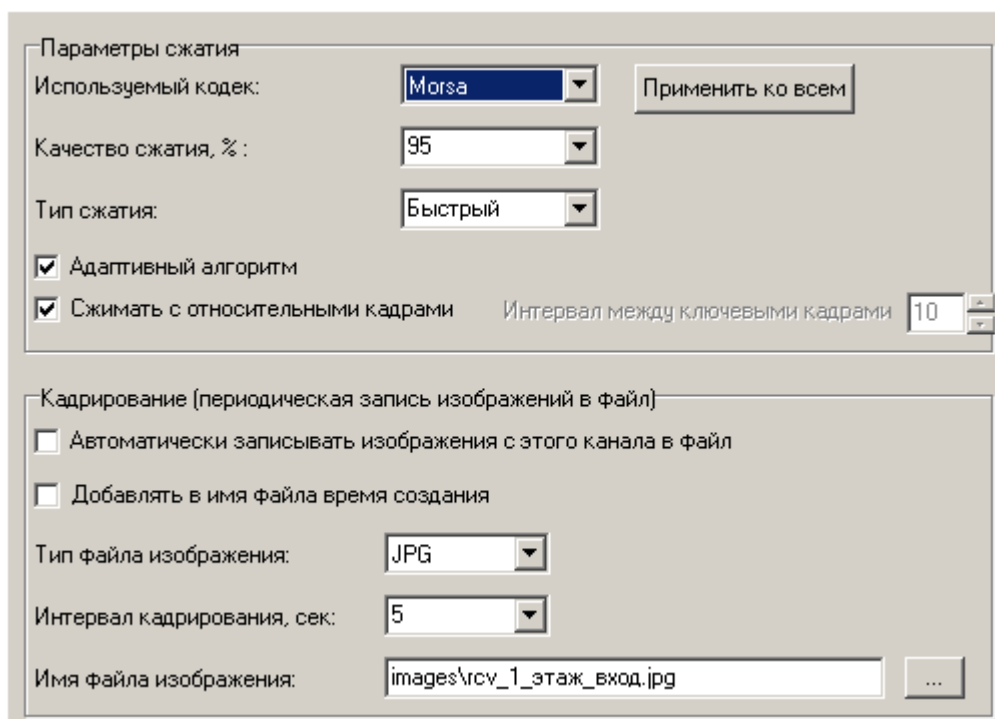 Параметры сжатия
Используемый кодек: Morsa Применить ко всем
Качество сжатия, % : 95
Тип сжатия: Быстрый
Адаптивный алгоритм
Сжимать с относительными кадрами Интервал между ключевыми кадрами 10
Кадрирование (периодическая запись изображений в файл)
Автоматически записывать изображения с этого канала в файл
Добавлять в имя файла время создания
Тип файла изображения: JPG
Интервал кадрирования, сек: 5
Имя файла изображения: images\rcv_1_этаж_вход.jpg ...